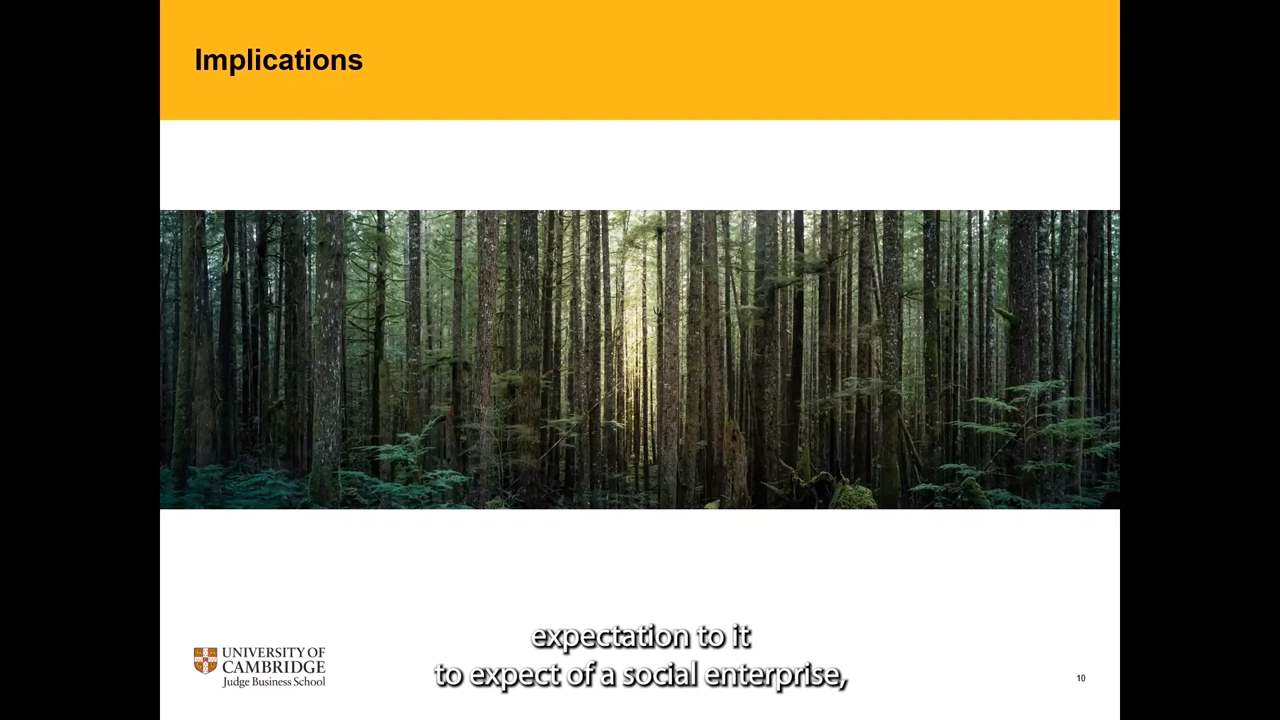 Implications
expectation to it
to expect of a social enterprise,
UNIVERSITY OF
CAMBRIDGE
Judge Business School
10